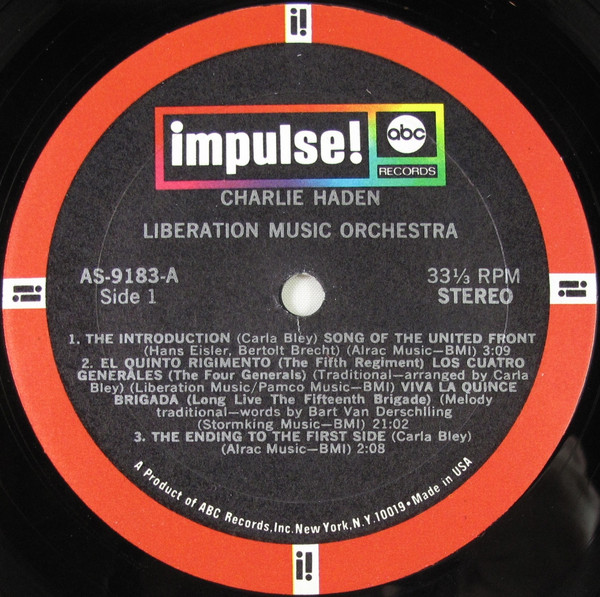 i!
impulse!
abc
RECORDS
CHARLIE HADEN
LIBERATION MUSIC ORCHESTRA
AS-9183-A
Side 1
33⅓ RPM
STEREO
i!
i!
1. THE INTRODUCTION (Carla Bley) SONG OF THE UNITED FRONT
(Hans Eisler, Bertolt Brecht) (Alrac Music—BMI) 3:09
2. EL QUINTO RIGIMENTO (The Fifth Regiment) LOS CUATRO
GENERALES (The Four Generals) (Traditional—arranged by Carla
Bley) (Liberation Music/Pamco Music—BMI) VIVA LA QUINCE
BRIGADA (Long Live The Fifteenth Brigade) (Melody
traditional—words by Bart Van Derschlling
(Stormking Music—BMI) 21:02
3. THE ENDING TO THE FIRST SIDE (Carla Bley)
(Alrac Music—BMI) 2:08
A Product of ABC Records, Inc. New York, N.Y. 10019 • Made in USA
i!